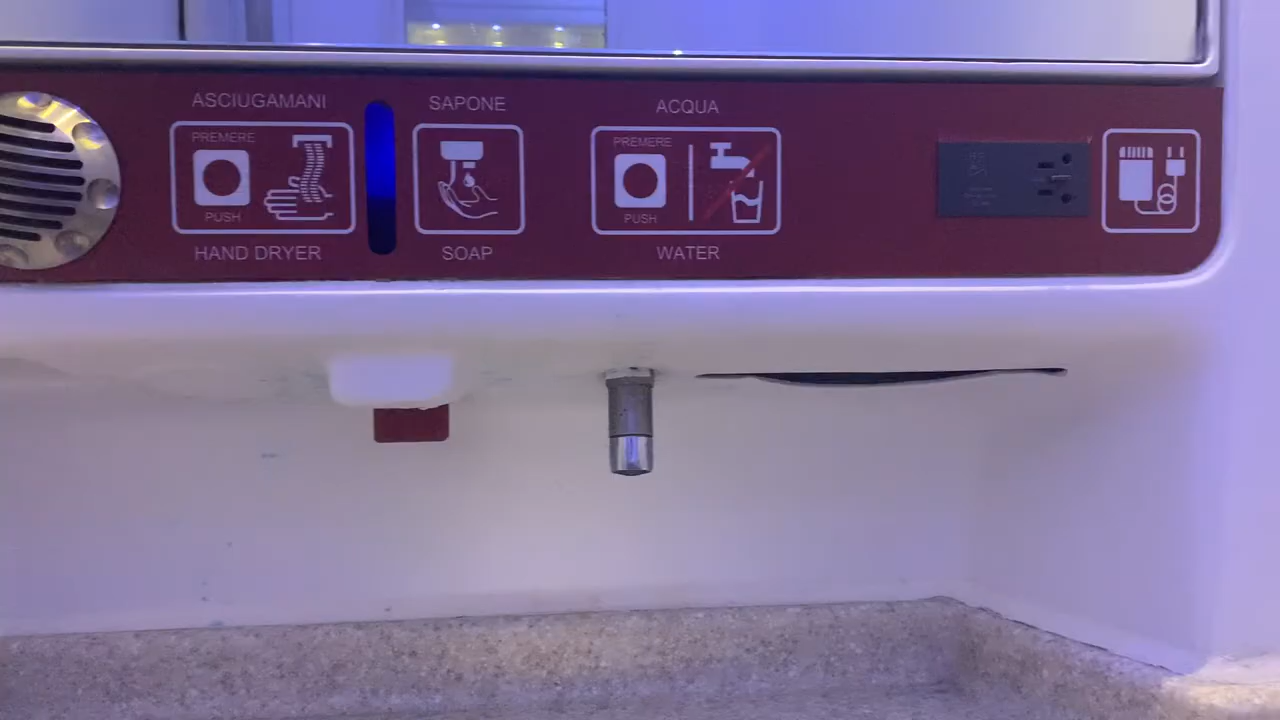 ASCIUGAMANI
PREMERE
PUSH
HAND DRYER
SAPONE
SOAP
ACQUA
PREMERE
PUSH
WATER